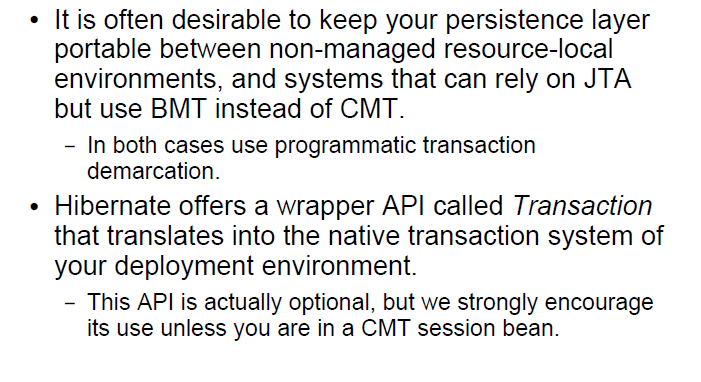 • It is often desirable to keep your persistence layer
portable between non-managed resource-local
environments, and systems that can rely on JTA
but use BMT instead of CMT.
– In both cases use programmatic transaction
demarcation.
• Hibernate offers a wrapper API called Transaction
that translates into the native transaction system of
your deployment environment.
– This API is actually optional, but we strongly encourage
its use unless you are in a CMT session bean.